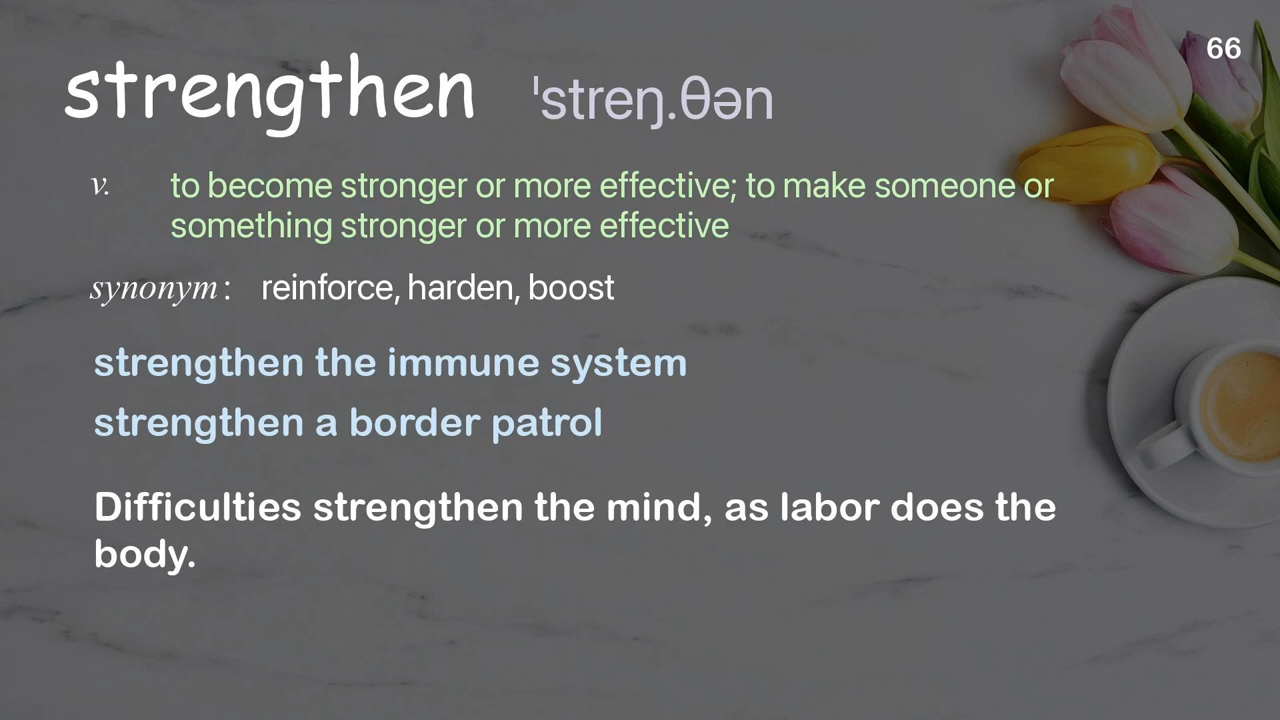 66
strengthen ˈstreŋ.θən
v. to become stronger or more effective; to make someone or
something stronger or more effective
synonym: reinforce, harden, boost
strengthen the immune system
strengthen a border patrol
Difficulties strengthen the mind, as labor does the
body.